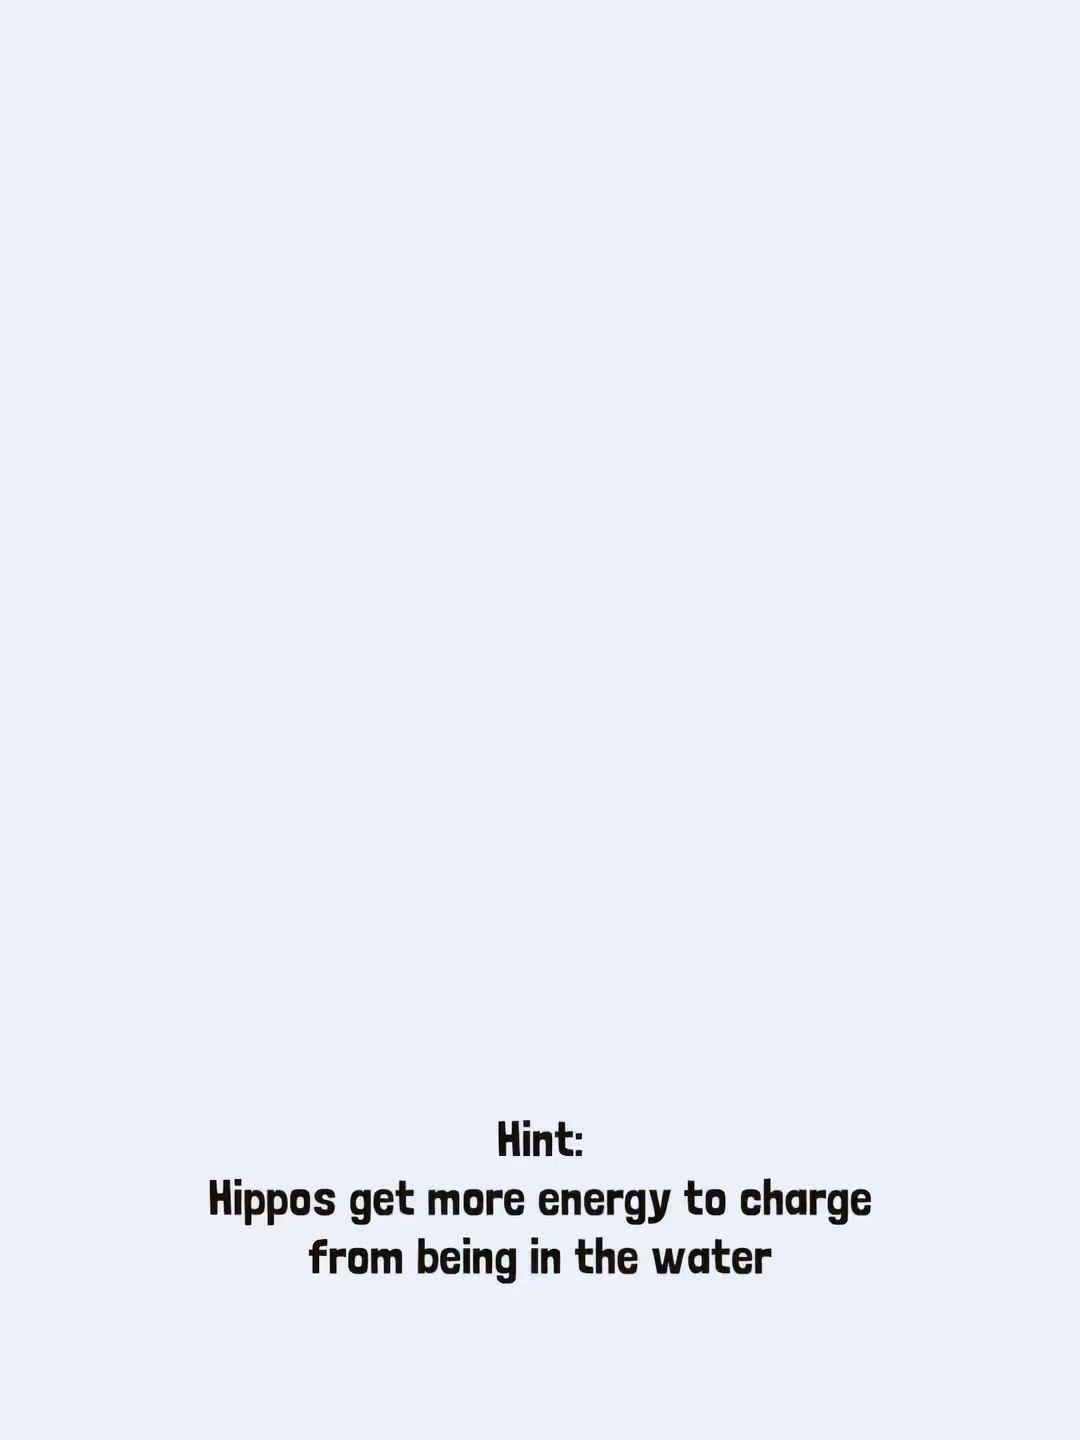 Hint:
Hippos get more energy to charge
from being in the water